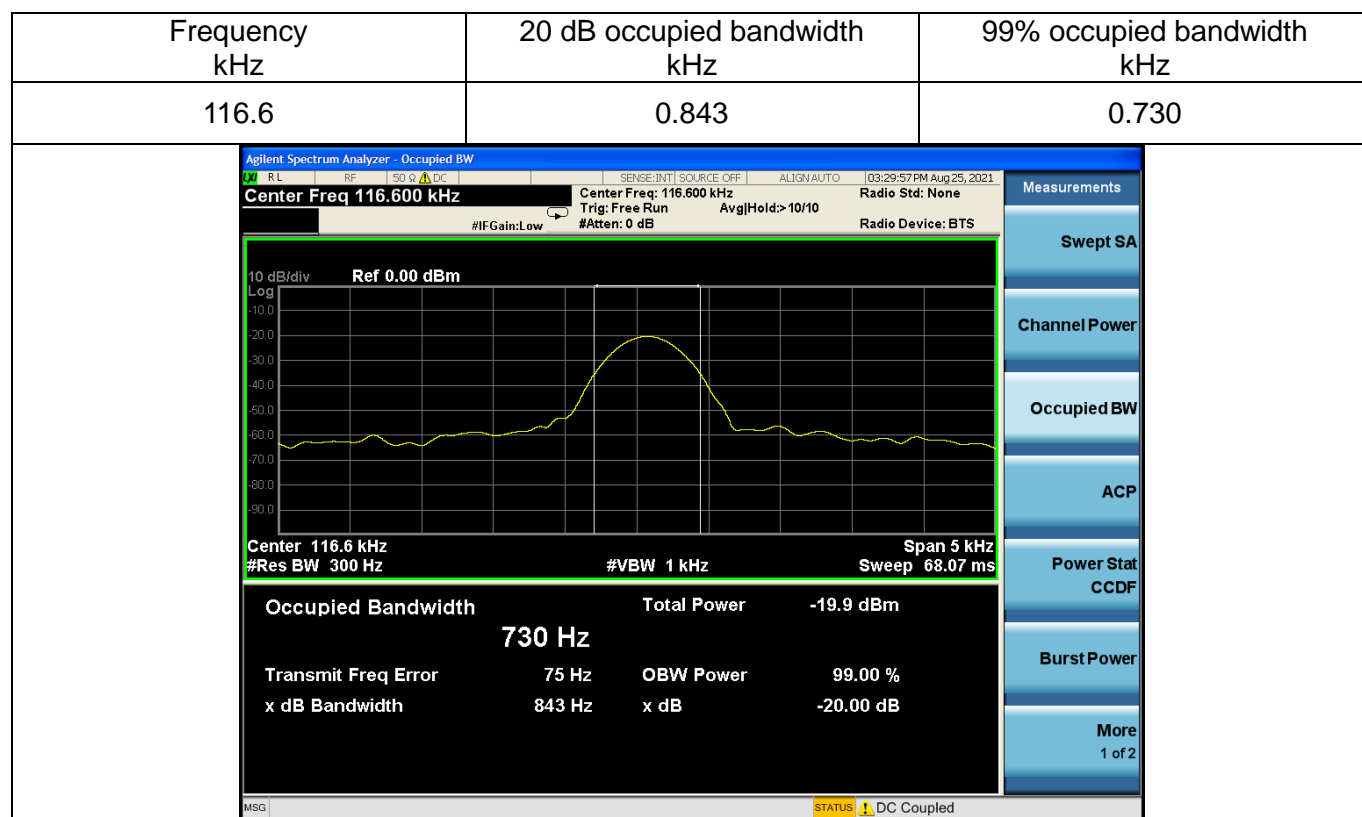 Frequency
kHz
20 dB occupied bandwidth
kHz
99% occupied bandwidth
kHz
116.6
0.843
0.730
Agilent Spectrum Analyzer - Occupied BW
LXI RL RF 50 Ω DC SENSE:INT SOURCE OFF ALIGN AUTO 03:29:57 PM Aug 25, 2021
Center Freq 116.600 kHz
#IFGain:Low
Center Freq: 116.600 kHz
Trig: Free Run Avg|Hold:> 10/10
#Atten: 0 dB
Radio Std: None
Radio Device: BTS
10 dB/div Ref 0.00 dBm
Log
-10.0
-20.0
-30.0
-40.0
-50.0
-60.0
-70.0
-80.0
-90.0
Center 116.6 kHz Span 5 kHz
#Res BW 300 Hz #VBW 1 kHz Sweep 68.07 ms
Occupied Bandwidth Total Power -19.9 dBm
730 Hz
Transmit Freq Error 75 Hz OBW Power 99.00 %
x dB Bandwidth 843 Hz x dB -20.00 dB
MSG STATUS DC Coupled
Measurements
Swept SA
Channel Power
Occupied BW
ACP
Power Stat
CCDF
Burst Power
More
1 of 2